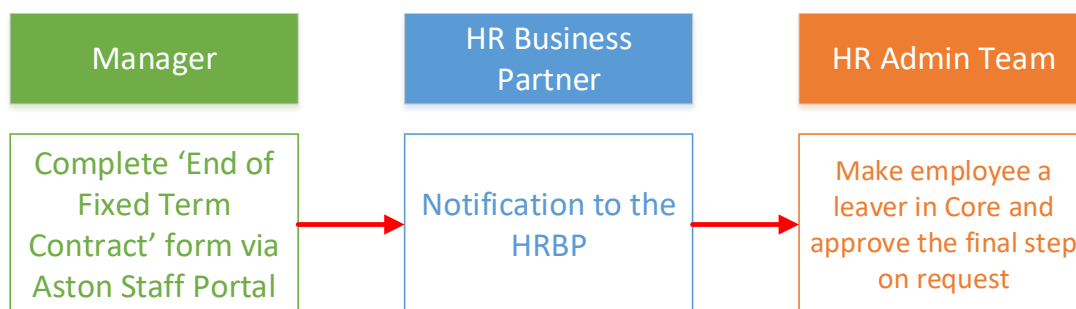 Manager
HR Business
Partner
HR Admin Team
Complete ‘End of
Fixed Term
Contract’ form via
Aston Staff Portal
Notification to the
HRBP
Make employee a
leaver in Core and
approve the final step
on request